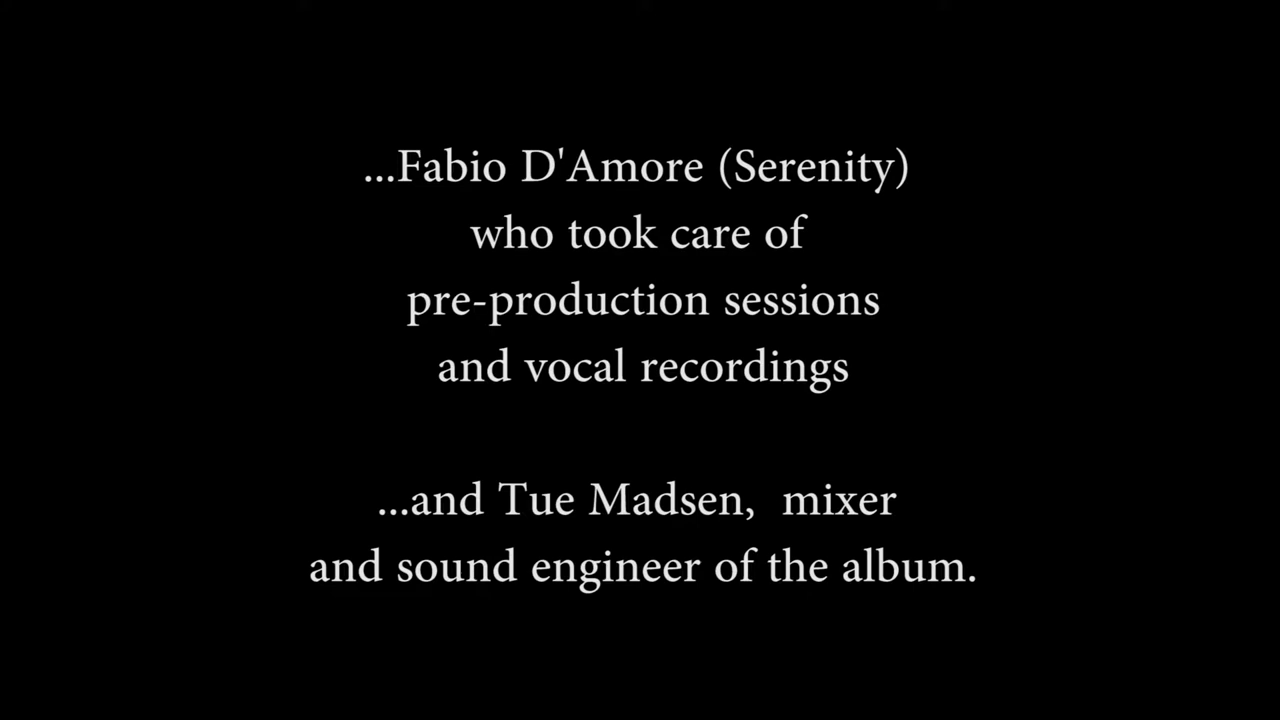 ...Fabio D'Amore (Serenity)
who took care of
pre-production sessions
and vocal recordings
...and Tue Madsen,  mixer
and sound engineer of the album.